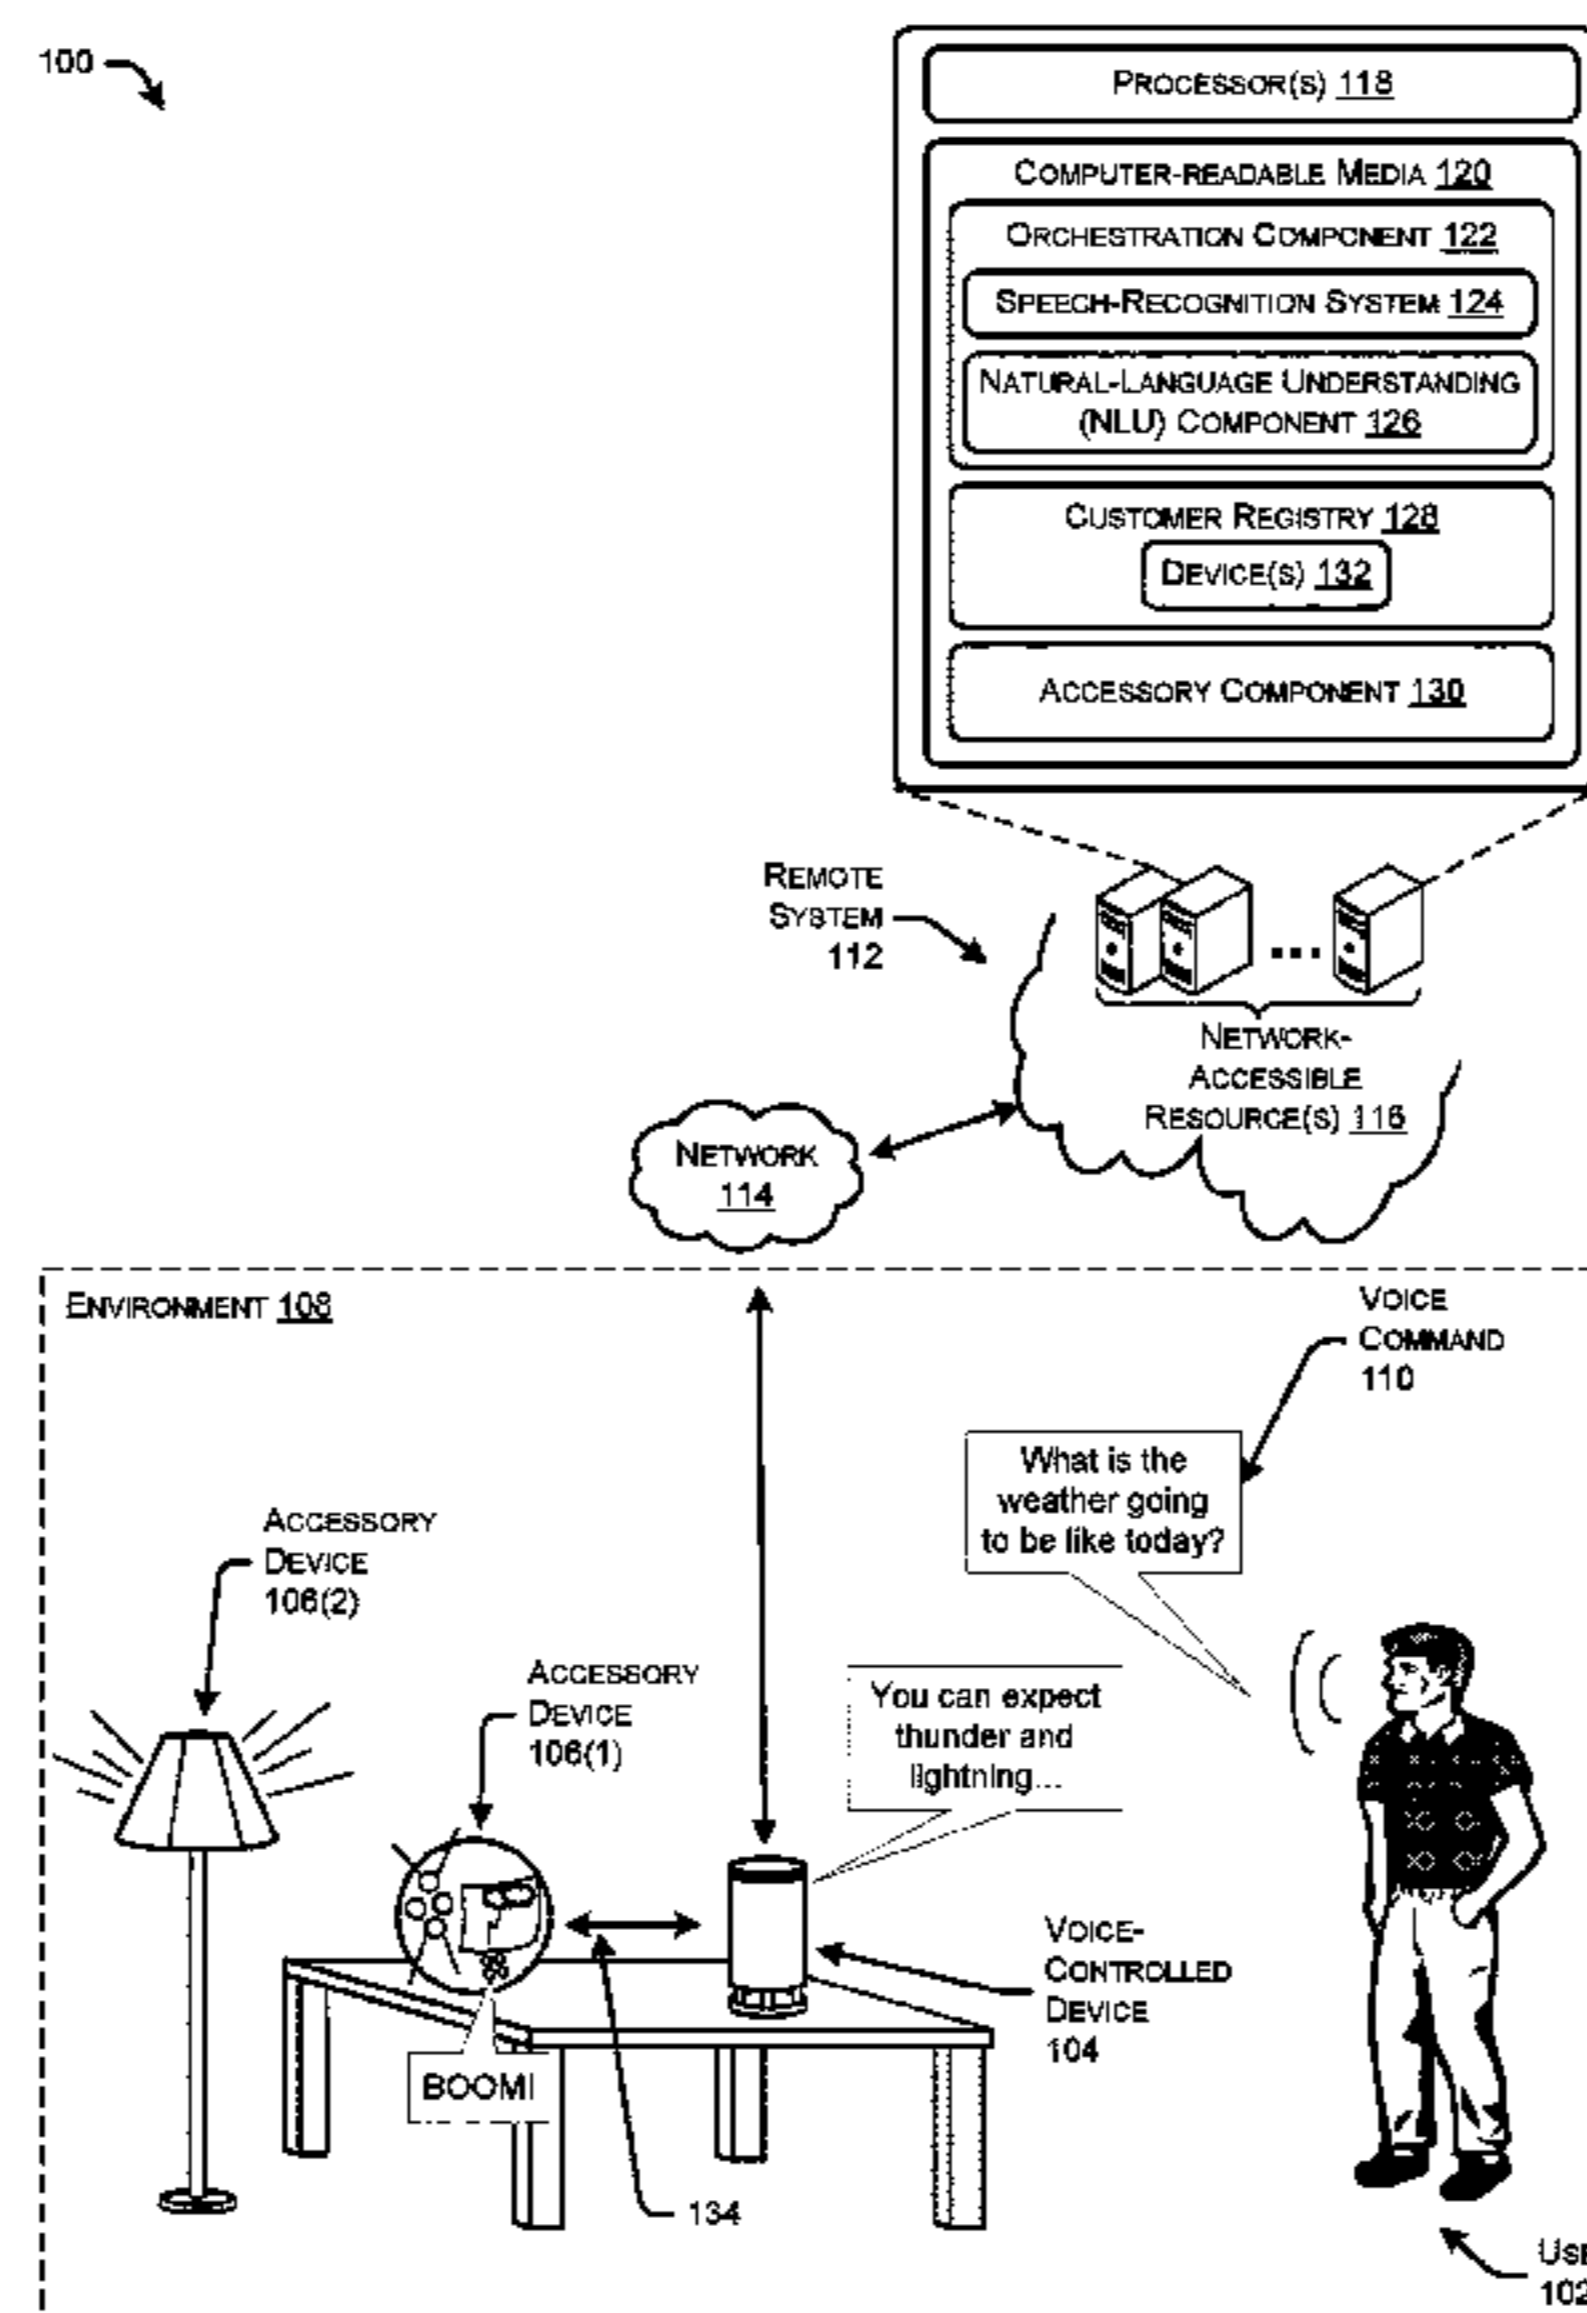 100
PROCESSOR(S) 118
COMPUTER-READABLE MEDIA 120
ORCHESTRATION COMPONENT 122
SPEECH-RECOGNITION SYSTEM 124
NATURAL-LANGUAGE UNDERSTANDING
(NLU) COMPONENT 126
CUSTOMER REGISTRY 128
DEVICE(S) 132
ACCESSORY COMPONENT 130
REMOTE
SYSTEM
112
NETWORK-
ACCESSIBLE
RESOURCE(S) 116
NETWORK
114
ENVIRONMENT 108
VOICE
COMMAND
110
What is the
weather going
to be like today?
ACCESSORY
DEVICE
106(2)
ACCESSORY
DEVICE
106(1)
You can expect
thunder and
lightning...
VOICE-
CONTROLLED
DEVICE
104
BOOM!
134
USE
102